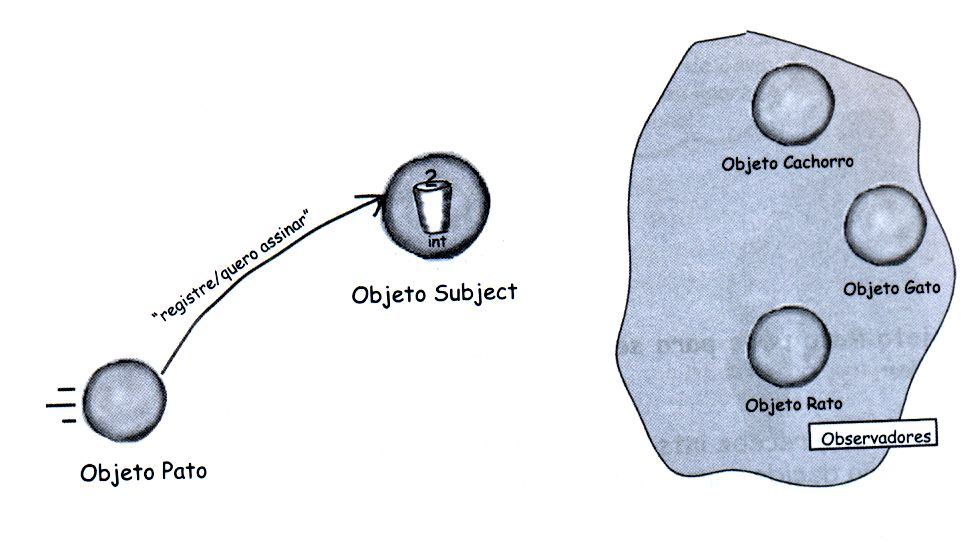 "registre/quero assinar"
2
int
Objeto Subject
Objeto Pato
Objeto Cachorro
Objeto Gato
Objeto Rato
Observadores